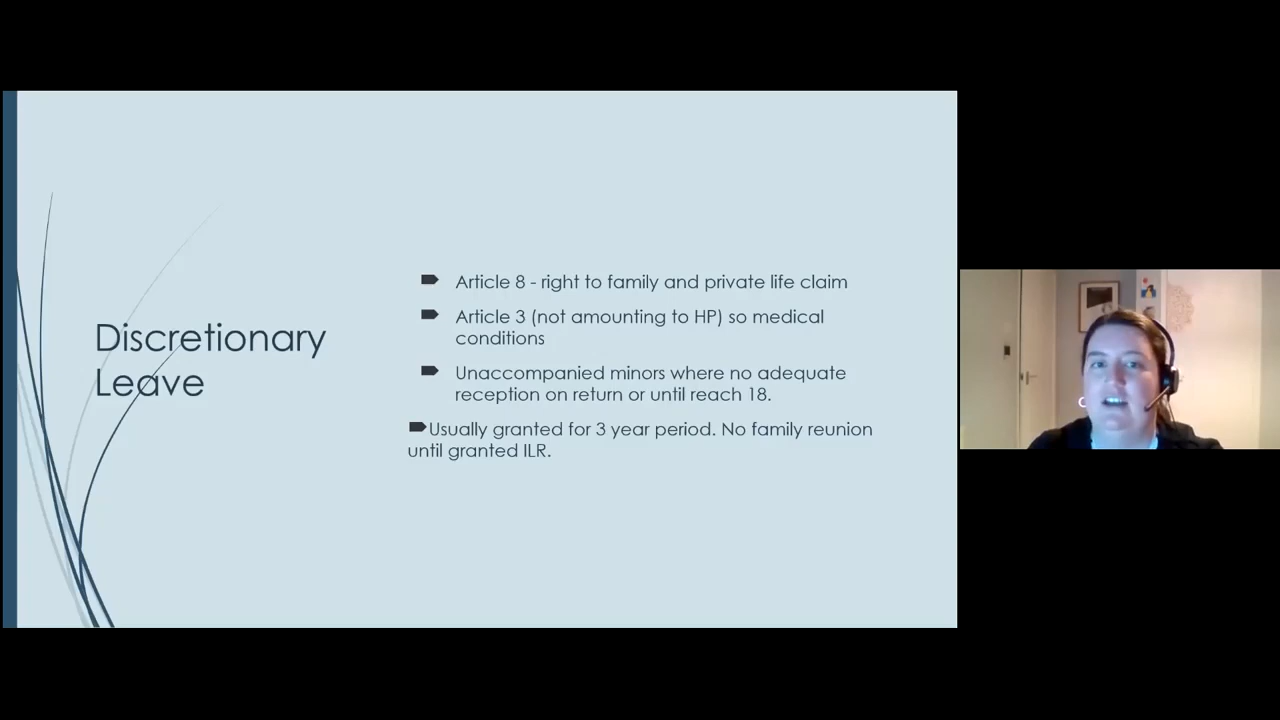 Discretionary
Leave
Article 8 - right to family and private life claim
Article 3 (not amounting to HP) so medical
conditions
Unaccompanied minors where no adequate
reception on return or until reach 18.
Usually granted for 3 year period. No family reunion
until granted ILR.